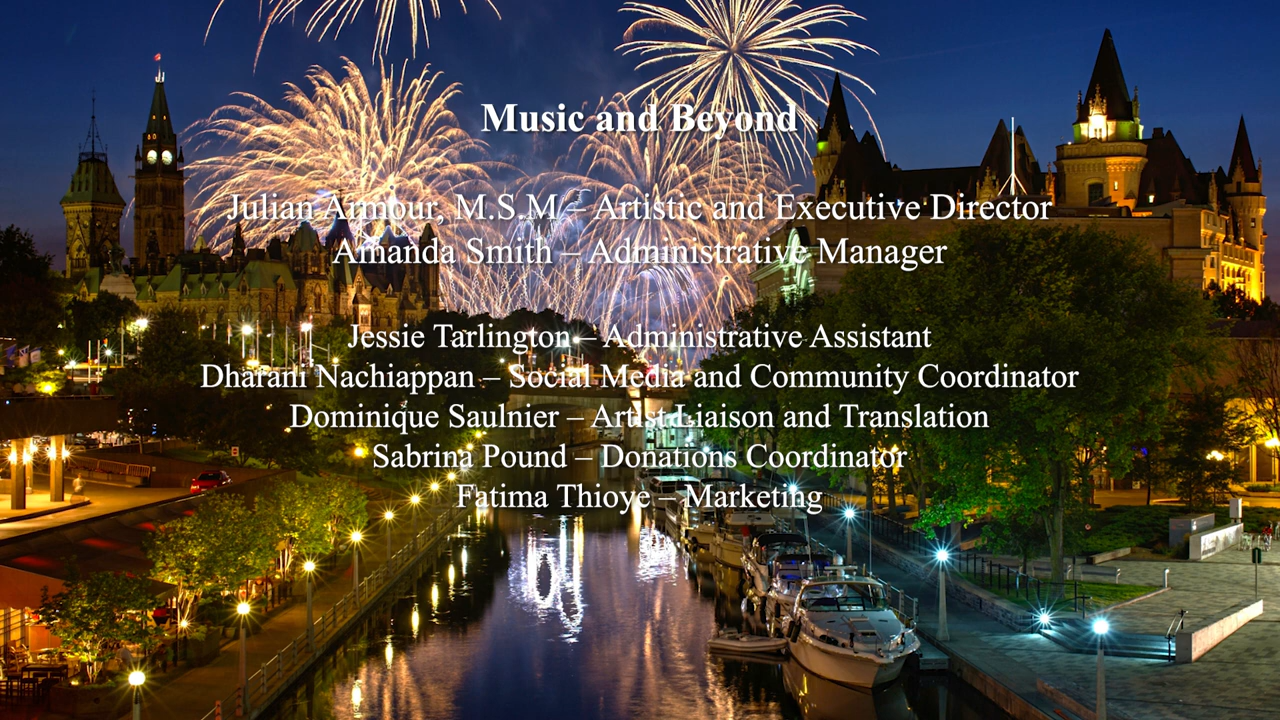 Music and Beyond
Julian Armour, M.S.M – Artistic and Executive Director
Amanda Smith – Administrative Manager
Jessie Tarlington – Administrative Assistant
Dharani Nachiappan – Social Media and Community Coordinator
Dominique Saulnier – Artist Liaison and Translation
Sabrina Pound – Donations Coordinator
Fatima Thioye – Marketing